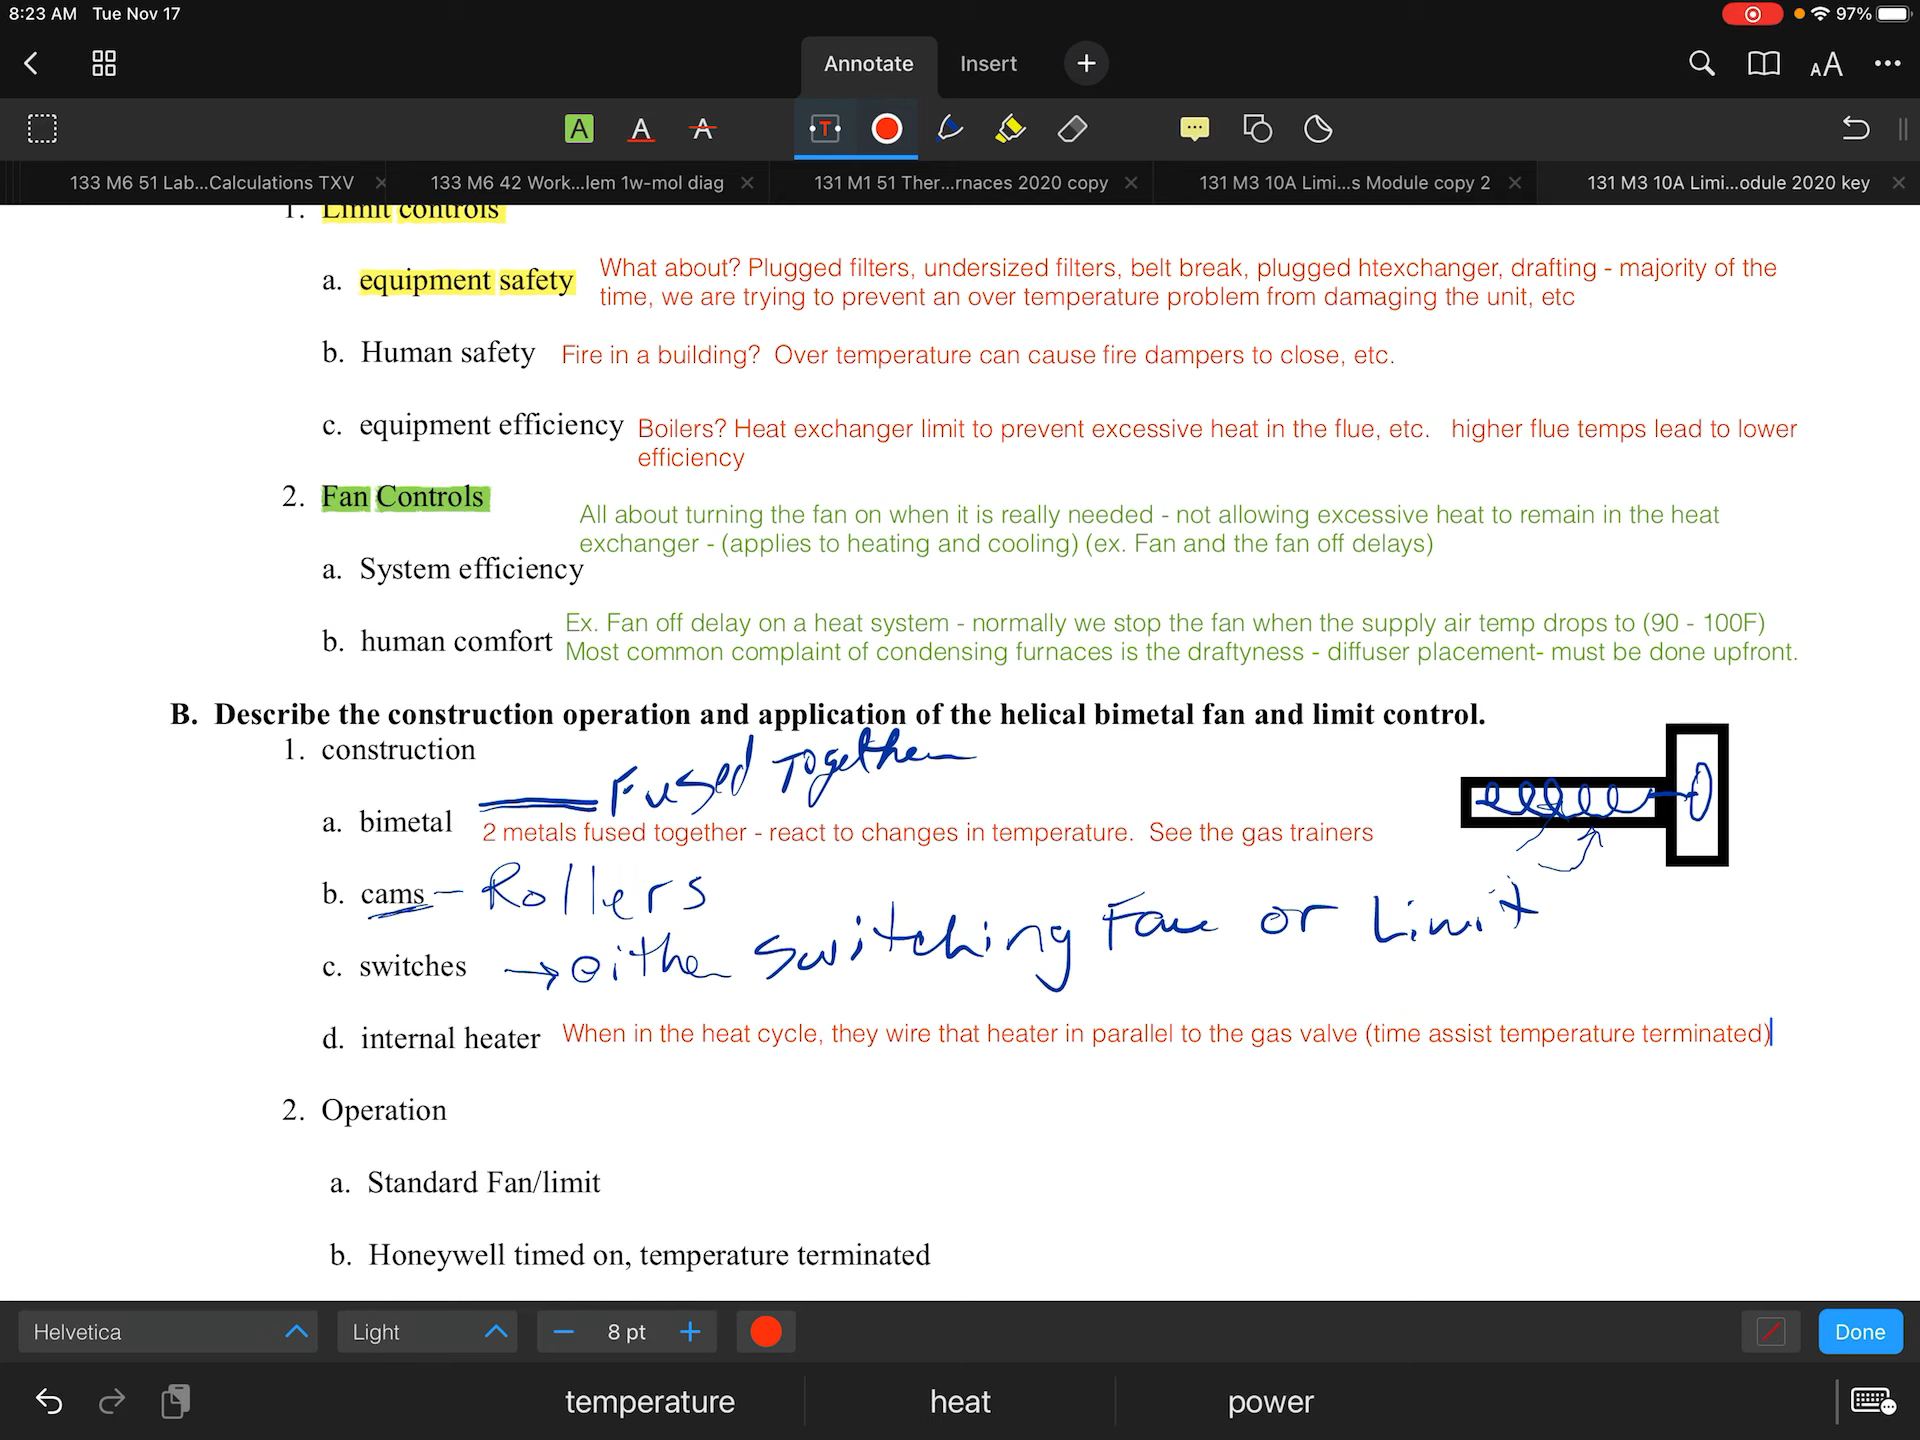 8:23 AM Tue Nov 17
97%
Annotate Insert
133 M6 51 Lab...Calculations TXV
133 M6 42 Work...lem 1w-mol diag
131 M1 51 Ther...rnaces 2020 copy
131 M3 10A Limi...s Module copy 2
131 M3 10A Limi...odule 2020 key
1. Limit controls
a. equipment safety What about? Plugged filters, undersized filters, belt break, plugged htexchanger, drafting - majority of the
time, we are trying to prevent an over temperature problem from damaging the unit, etc
b. Human safety Fire in a building? Over temperature can cause fire dampers to close, etc.
c. equipment efficiency Boilers? Heat exchanger limit to prevent excessive heat in the flue, etc. higher flue temps lead to lower
efficiency
2. Fan Controls
All about turning the fan on when it is really needed - not allowing excessive heat to remain in the heat
exchanger - (applies to heating and cooling) (ex. Fan and the fan off delays)
a. System efficiency
Ex. Fan off delay on a heat system - normally we stop the fan when the supply air temp drops to (90 - 100F)
b. human comfort Most common complaint of condensing furnaces is the draftyness - diffuser placement- must be done upfront.
B. Describe the construction operation and application of the helical bimetal fan and limit control.
1. construction
Fused Together
a. bimetal 2 metals fused together - react to changes in temperature. See the gas trainers
b. cams - Rollers
c. switches → either switching Fan or Limit
d. internal heater When in the heat cycle, they wire that heater in parallel to the gas valve (time assist temperature terminated)
2. Operation
a. Standard Fan/limit
b. Honeywell timed on, temperature terminated
Helvetica Light 8 pt Done
temperature heat power